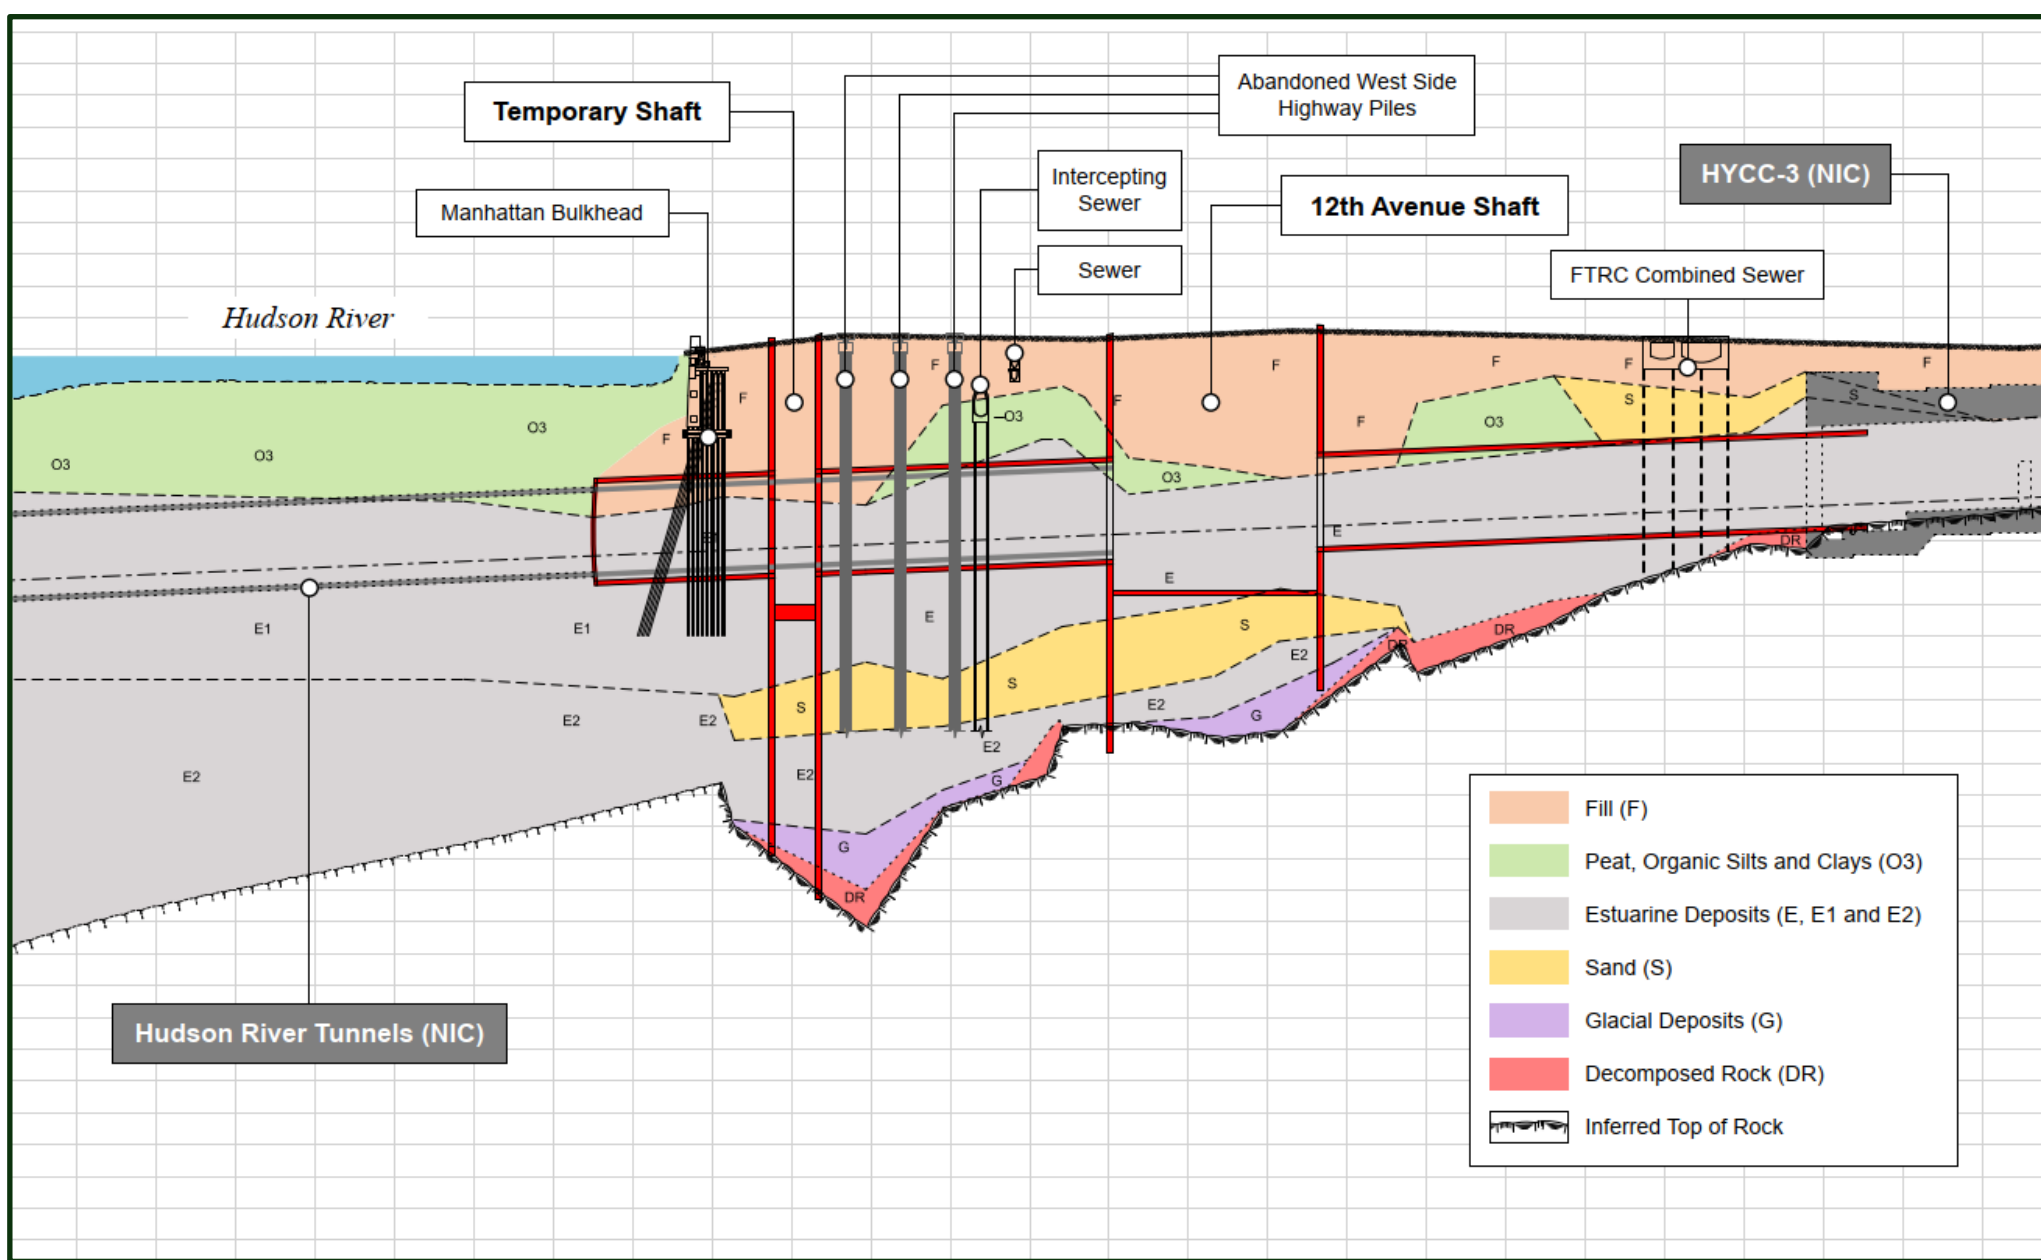 Abandoned West Side
Highway Piles
Temporary Shaft
Intercepting
Sewer
HYCC-3 (NIC)
Manhattan Bulkhead
12th Avenue Shaft
Sewer
FTRC Combined Sewer
Hudson River
F
F
F
F
F
F
F
S
S
F
O3
O3
O3
F
F
O3
O3
F
O3
O3
E
E
DR
E1
E1
E
S
DR
DR
E2
S
S
E2
E2
E2
E2
G
E2
E2
E2
G
G
DR
Fill (F)
Peat, Organic Silts and Clays (O3)
Estuarine Deposits (E, E1 and E2)
Sand (S)
Glacial Deposits (G)
Decomposed Rock (DR)
Inferred Top of Rock
Hudson River Tunnels (NIC)